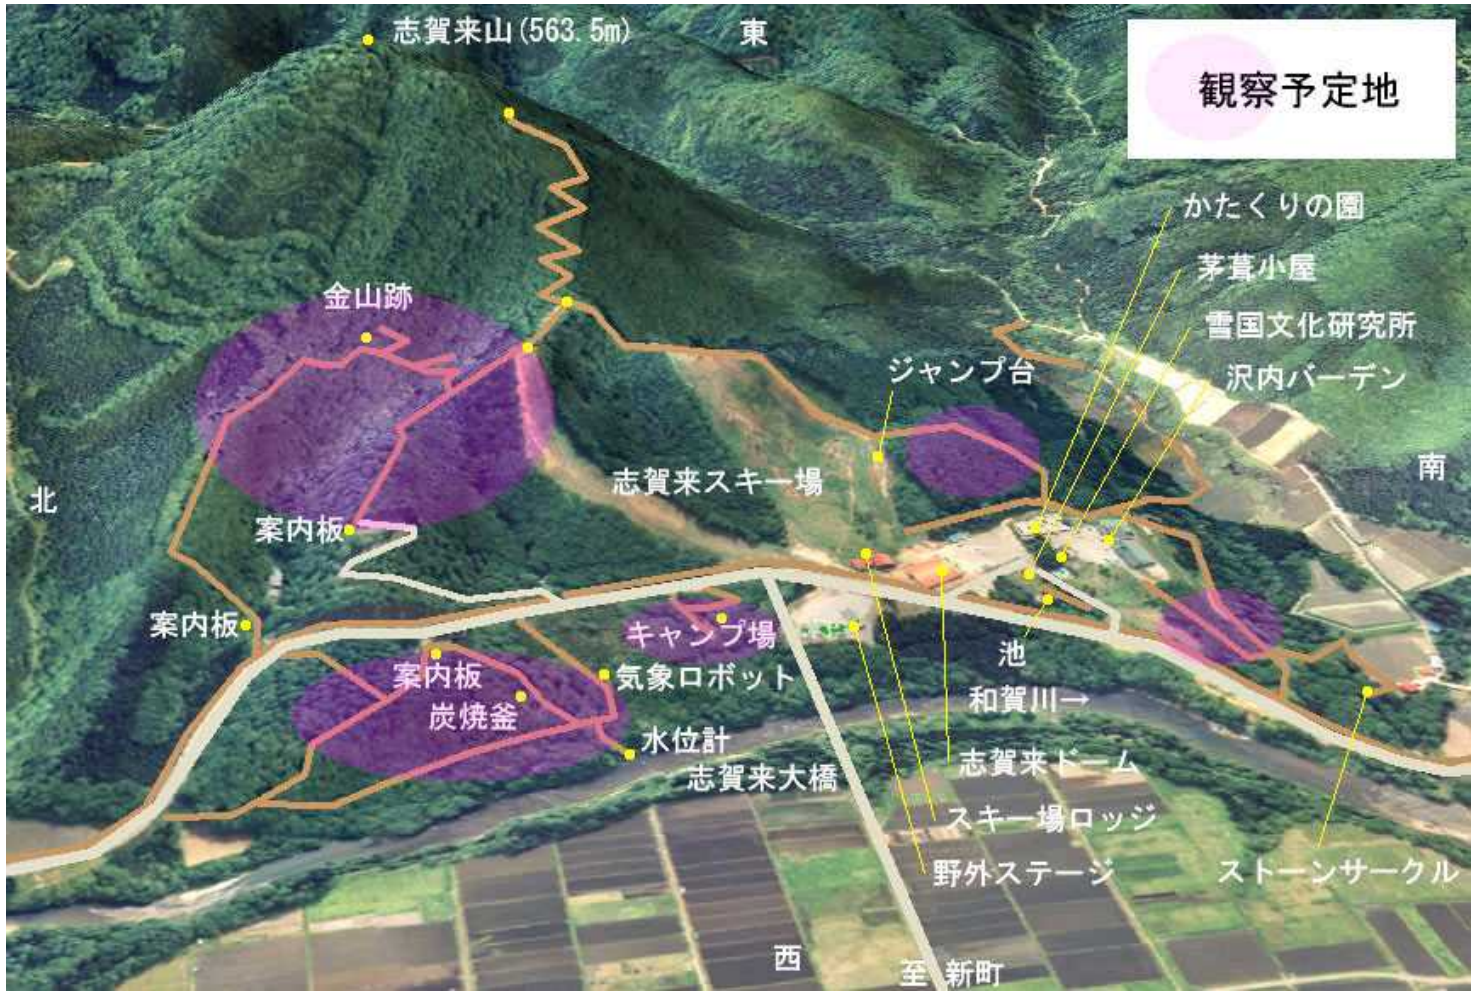 志賀来山(563.5m)
東
観察予定地
かたくりの園
茅葺小屋
雪国文化研究所
沢内バーデン
金山跡
ジャンプ台
志賀来スキー場
南
北
案内板
案内板
キャンプ場
案内板
気象ロボット
炭焼釜
池
和賀川→
水位計
志賀来大橋
志賀来ドーム
スキー場ロッジ
野外ステージ
ストーンサークル
西
至 新町